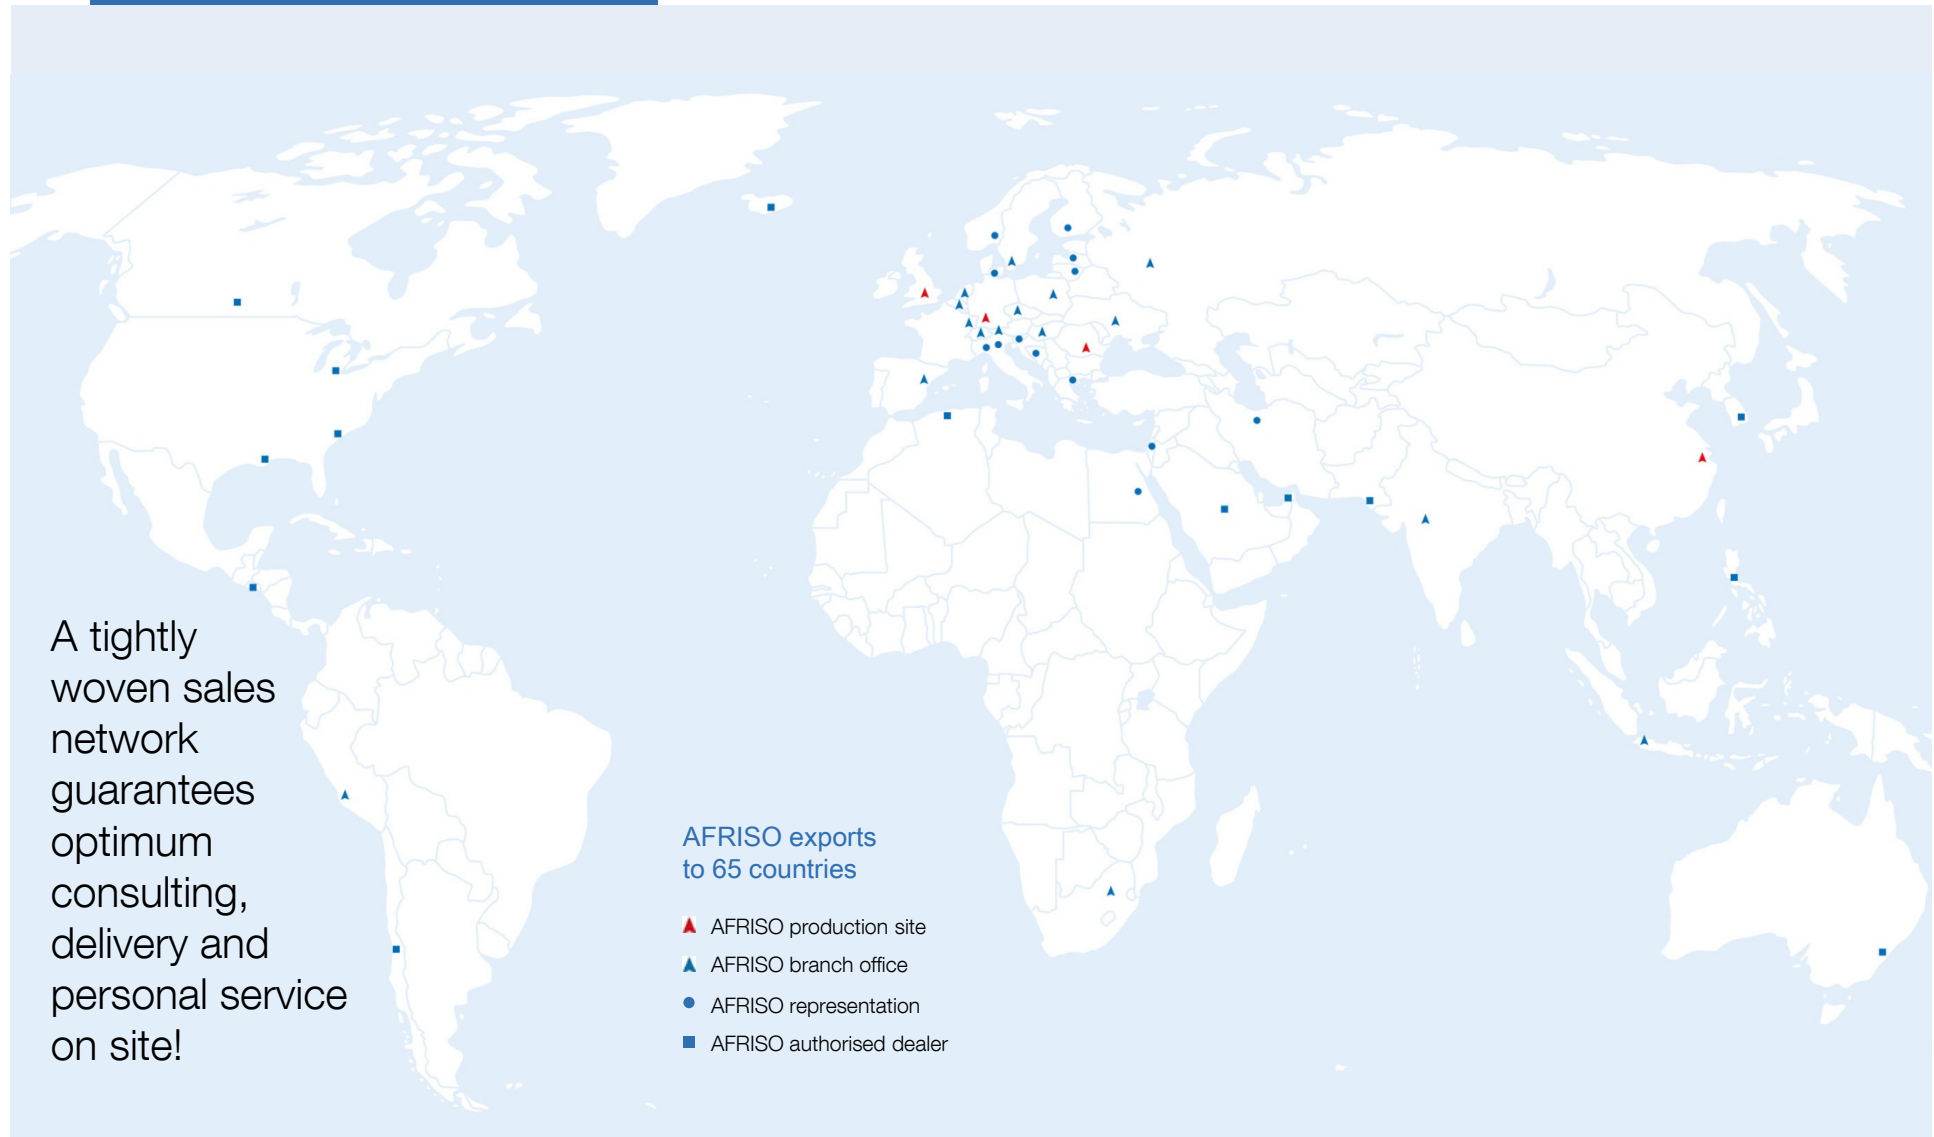 A tightly
woven sales
network
guarantees
optimum
consulting,
delivery and
personal service
on site!
AFRISO exports
to 65 countries
AFRISO production site
AFRISO branch office
AFRISO representation
AFRISO authorised dealer